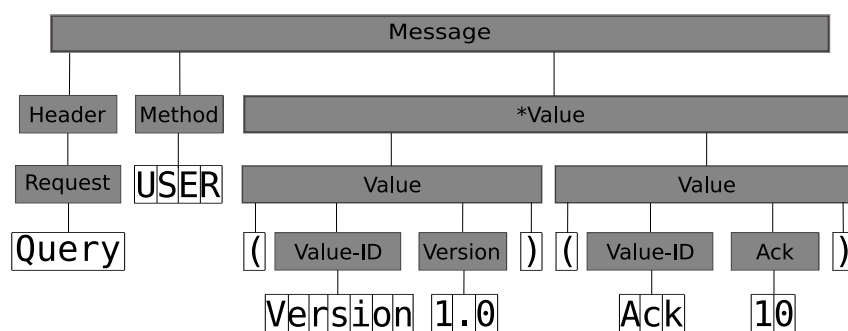 Message
Header Method *Value
Request USER Value Value
Query ( Value-ID Version ) ( Value-ID Ack )
Version 1.0 Ack 10